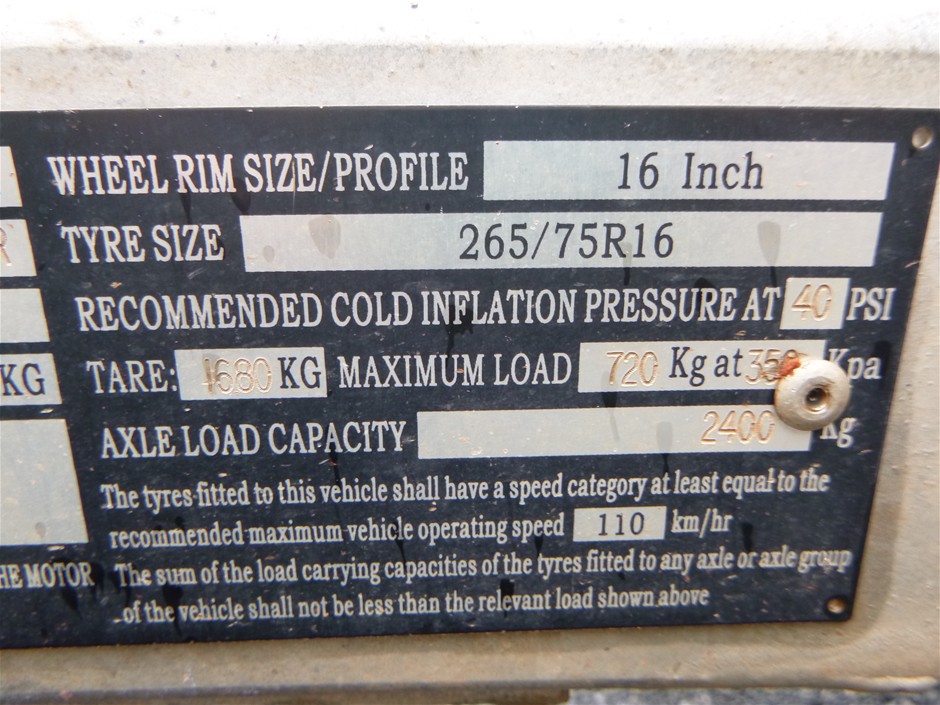 WHEEL RIM SIZE/PROFILE 16 Inch
R TYRE SIZE 265/75R16
RECOMMENDED COLD INFLATION PRESSURE AT 40 PSI
KG TARE: 1680 KG MAXIMUM LOAD 720 Kg at 350 Kpa
AXLE LOAD CAPACITY 2400 Kg
The tyres fitted to this vehicle shall have a speed category at least equal to the
recommended maximum vehicle operating speed 110 km/hr
HE MOTOR The sum of the load carrying capacities of the tyres fitted to any axle or axle group
of the vehicle shall not be less than the relevant load shown above